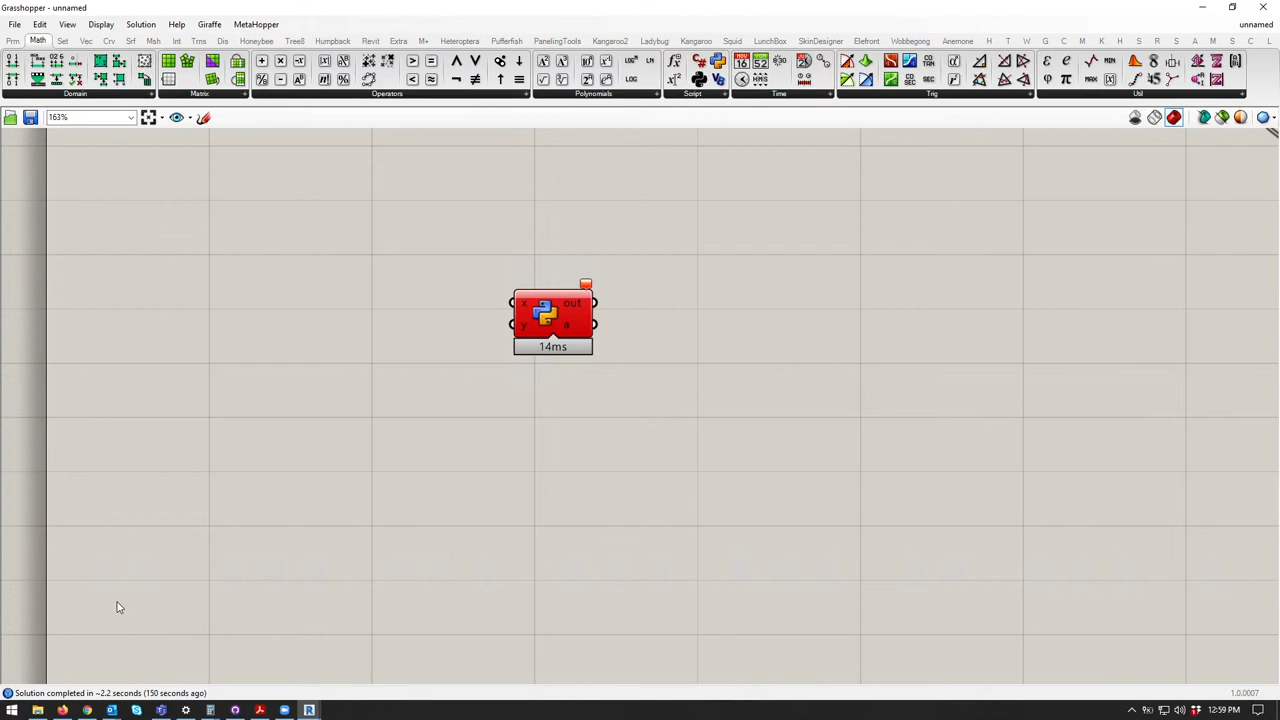 Grasshopper - unnamed
File Edit View Display Solution Help Giraffe MetaHopper unnamed
Prm Math Set Vec Crv Srf Msh Int Trns Dis Honeybee Tree8 Humpback Revit Extra M+ Heteroptera Pufferfish PanelingTools Kangaroo2 Ladybug Kangaroo Squid SkinDesigner Elefront LunchBox Wobbegong Anemone H T W G C M H S K S A M S B C L
Domain Matrix Operators Polynomials Script Time Trig Util
163%
x out
y a
14ms
Solution completed in ~2.2 seconds (150 seconds ago) 1.0.0007
12:59 PM